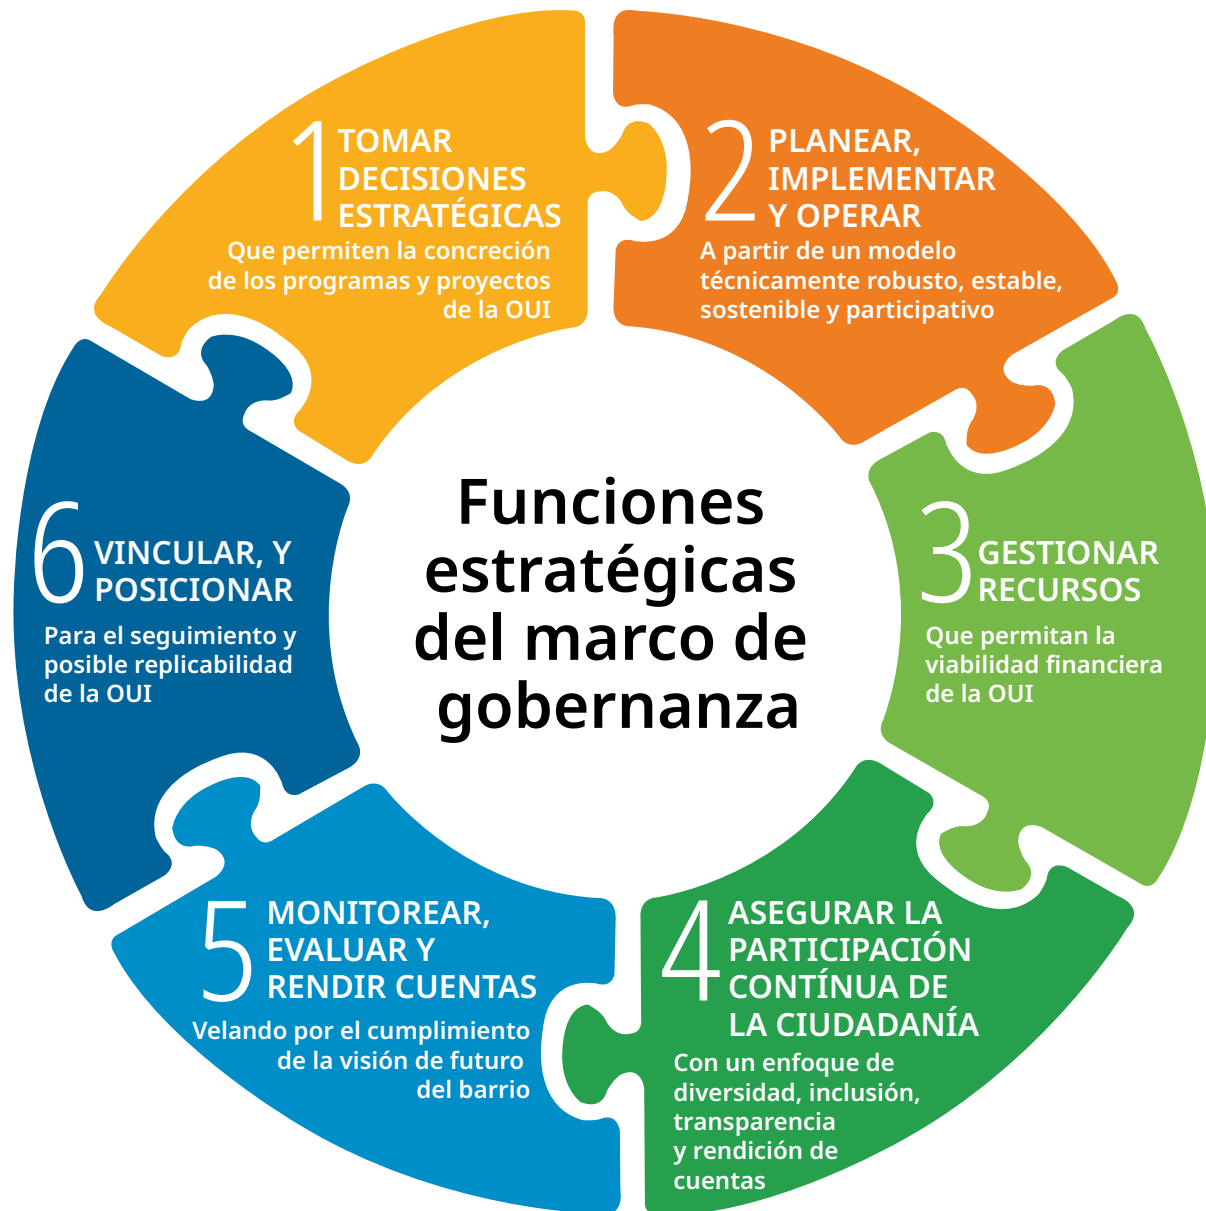 1
TOMAR
DECISIONES
ESTRATÉGICAS
Que permiten la concreción
de los programas y proyectos
de la OUI
2
PLANEAR,
IMPLEMENTAR
Y OPERAR
A partir de un modelo
técnicamente robusto, estable,
sostenible y participativo
3
GESTIONAR
RECURSOS
Que permitan la
viabilidad financiera
de la OUI
4
ASEGURAR LA
PARTICIPACIÓN
CONTÍNUA DE
LA CIUDADANÍA
Con un enfoque de
diversidad, inclusión,
transparencia
y rendición de
cuentas
5
MONITOREAR,
EVALUAR Y
RENDIR CUENTAS
Velando por el cumplimiento
de la visión de futuro
del barrio
6
VINCULAR, Y
POSICIONAR
Para el seguimiento y
posible replicabilidad
de la OUI
Funciones
estratégicas
del marco de
gobernanza